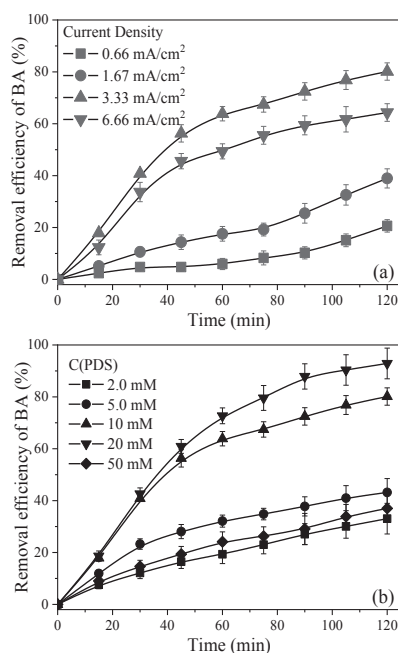 100
Current Density
0.66 mA/cm²
1.67 mA/cm²
3.33 mA/cm²
6.66 mA/cm²
80
60
40
20
0
Removal efficiency of BA (%)
(a)
0 20 40 60 80 100 120
Time (min)
100
C(PDS)
2.0 mM
5.0 mM
10 mM
20 mM
50 mM
80
60
40
20
0
Removal efficiency of BA (%)
(b)
0 20 40 60 80 100 120
Time (min)